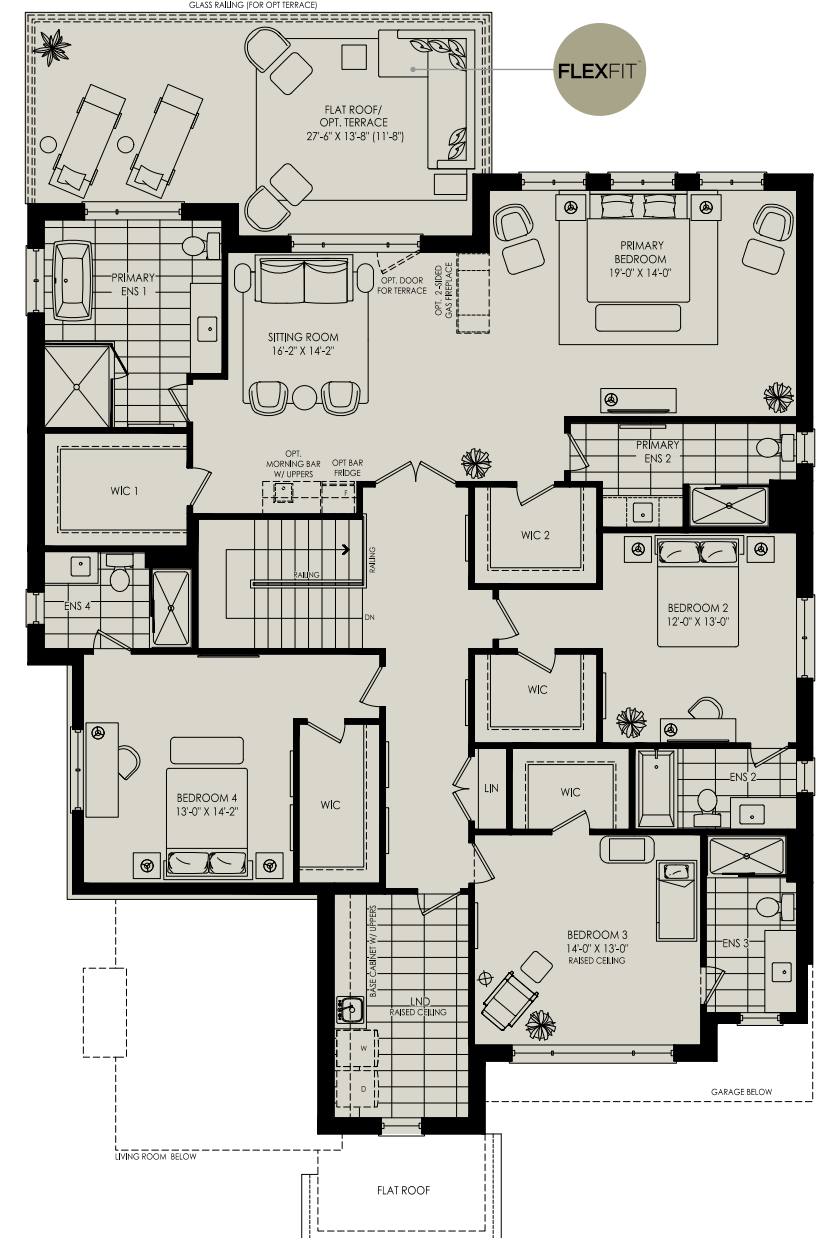 GLASS RAILING (FOR OPT TERRACE)
FLEXFIT™
FLAT ROOF/
OPT. TERRACE
27'-6" X 13'-8" (11'-8")
PRIMARY
ENS 1
OPT. DOOR
FOR TERRACE
OPT. 2-SIDED
GAS FIREPLACE
PRIMARY
BEDROOM
19'-0" X 14'-0"
SITTING ROOM
16'-2" X 14'-2"
PRIMARY
ENS 2
OPT.
MORNING BAR
W/ UPPERS
OPT BAR
FRIDGE
F
WIC 1
WIC 2
RAILING
RAILING
DN
ENS 4
BEDROOM 2
12'-0" X 13'-0"
WIC
BEDROOM 4
13'-0" X 14'-2"
WIC
LIN
WIC
ENS 2
BASE CABINET W/ UPPERS
LND
RAISED CEILING
W
D
BEDROOM 3
14'-0" X 13'-0"
RAISED CEILING
ENS 3
GARAGE BELOW
LIVING ROOM BELOW
FLAT ROOF